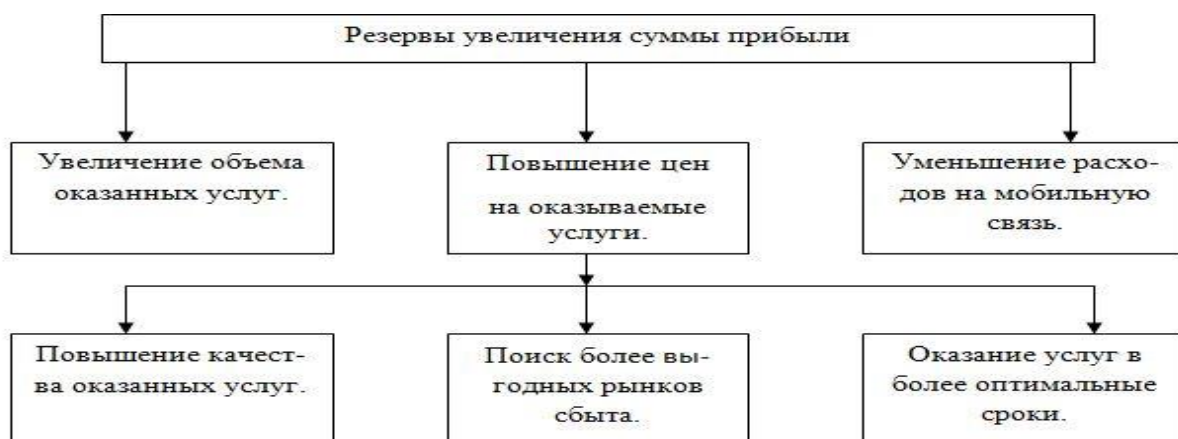 Резервы увеличения суммы прибыли
Увеличение объема
оказанных услуг.
Повышение цен
на оказываемые
услуги.
Уменьшение расхо-
дов на мобильную
связь.
Повышение качест-
ва оказанных услуг.
Поиск более вы-
годных рынков
сбыта.
Оказание услуг в
более оптимальные
сроки.